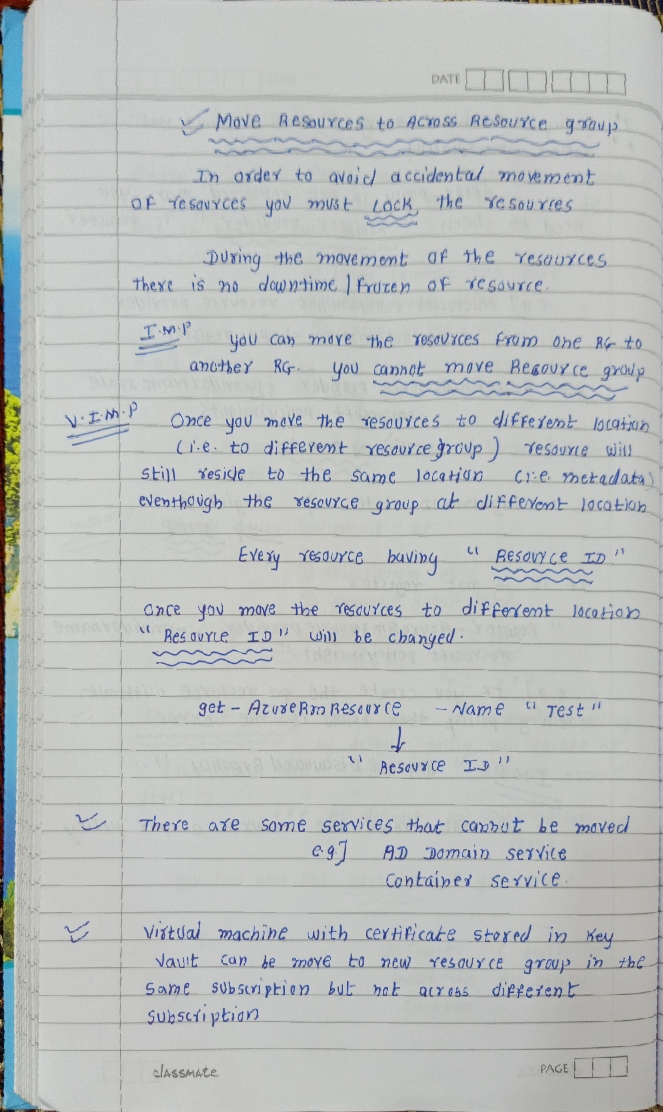 DATE
Move Resources to Across Resource group
In order to avoid accidental movement
of resources you must Lock the resources
During the movement of the resources
there is no downtime | frozen of resource.
I.M.P you can move the resources from one RG to
another RG. you cannot move Resource group
V.I.M.P Once you move the resources to different location
(i.e. to different resource group) resource will
still reside to the same location (i.e. metadata)
eventhough the resource group at different location
Every resource having "Resource ID"
once you move the resources to different location
"Resource ID" will be changed.
get - AzureRmResource - Name "Test"
"Resource ID"
There are some services that cannot be moved
e.g] AD Domain service
Container service.
Virtual machine with certificate stored in Key
Vault can be move to new resource group in the
same subscription but not across different
subscription
classmate
PAGE